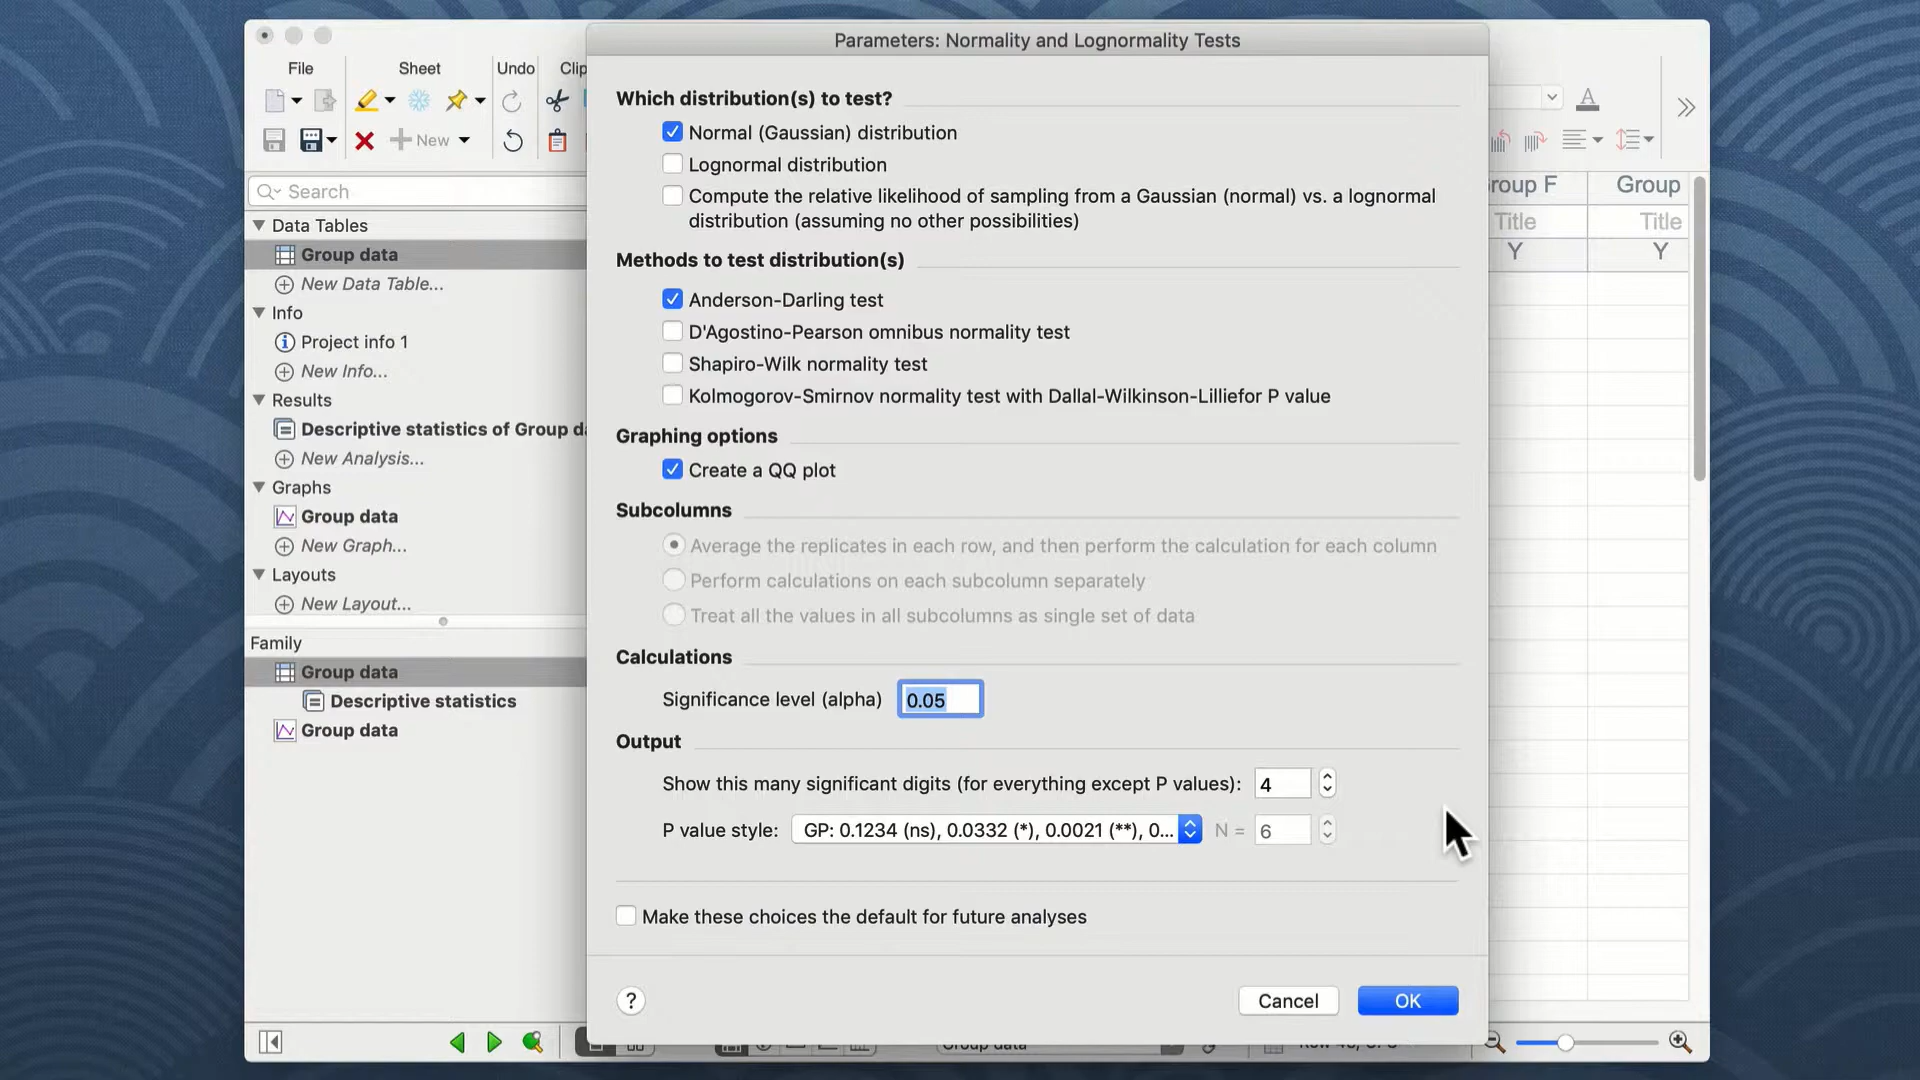 Parameters: Normality and Lognormality Tests
File
Sheet
Undo
Clip
New
Search
Data Tables
Group data
New Data Table...
Info
Project info 1
New Info...
Results
Descriptive statistics of Group da
New Analysis...
Graphs
Group data
New Graph...
Layouts
New Layout...
Family
Group data
Descriptive statistics
Group data
Which distribution(s) to test?
Normal (Gaussian) distribution
Lognormal distribution
Compute the relative likelihood of sampling from a Gaussian (normal) vs. a lognormal
distribution (assuming no other possibilities)
Methods to test distribution(s)
Anderson-Darling test
D'Agostino-Pearson omnibus normality test
Shapiro-Wilk normality test
Kolmogorov-Smirnov normality test with Dallal-Wilkinson-Lilliefor P value
Graphing options
Create a QQ plot
Subcolumns
Average the replicates in each row, and then perform the calculation for each column
Perform calculations on each subcolumn separately
Treat all the values in all subcolumns as single set of data
Calculations
Significance level (alpha) 0.05
Output
Show this many significant digits (for everything except P values): 4
P value style: GP: 0.1234 (ns), 0.0332 (*), 0.0021 (**), 0... N = 6
Make these choices the default for future analyses
? Cancel OK
A
roup F Group
Title Title
Y Y
Group data